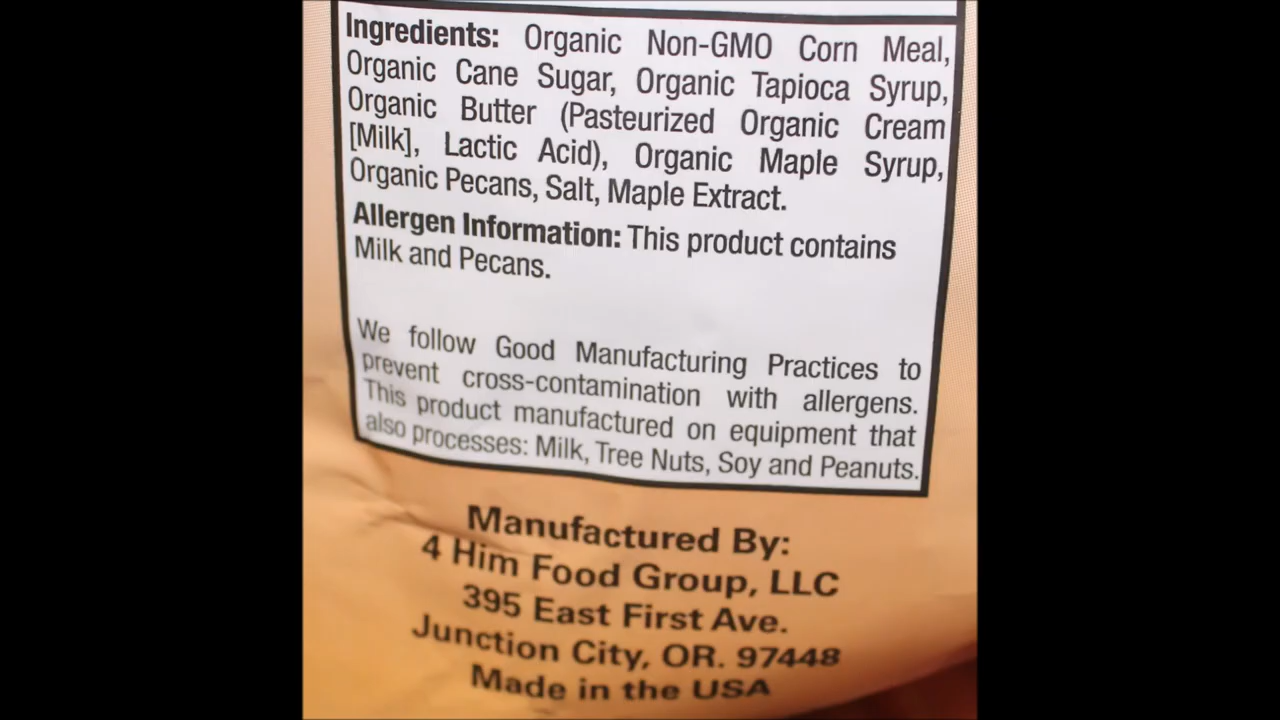 Ingredients: Organic Non-GMO Corn Meal,
Organic Cane Sugar, Organic Tapioca Syrup,
Organic Butter (Pasteurized Organic Cream
[Milk], Lactic Acid), Organic Maple Syrup,
Organic Pecans, Salt, Maple Extract.
Allergen Information: This product contains
Milk and Pecans.
We follow Good Manufacturing Practices to
prevent cross-contamination with allergens.
This product manufactured on equipment that
also processes: Milk, Tree Nuts, Soy and Peanuts.
Manufactured By:
4 Him Food Group, LLC
395 East First Ave.
Junction City, OR. 97448
Made in the USA